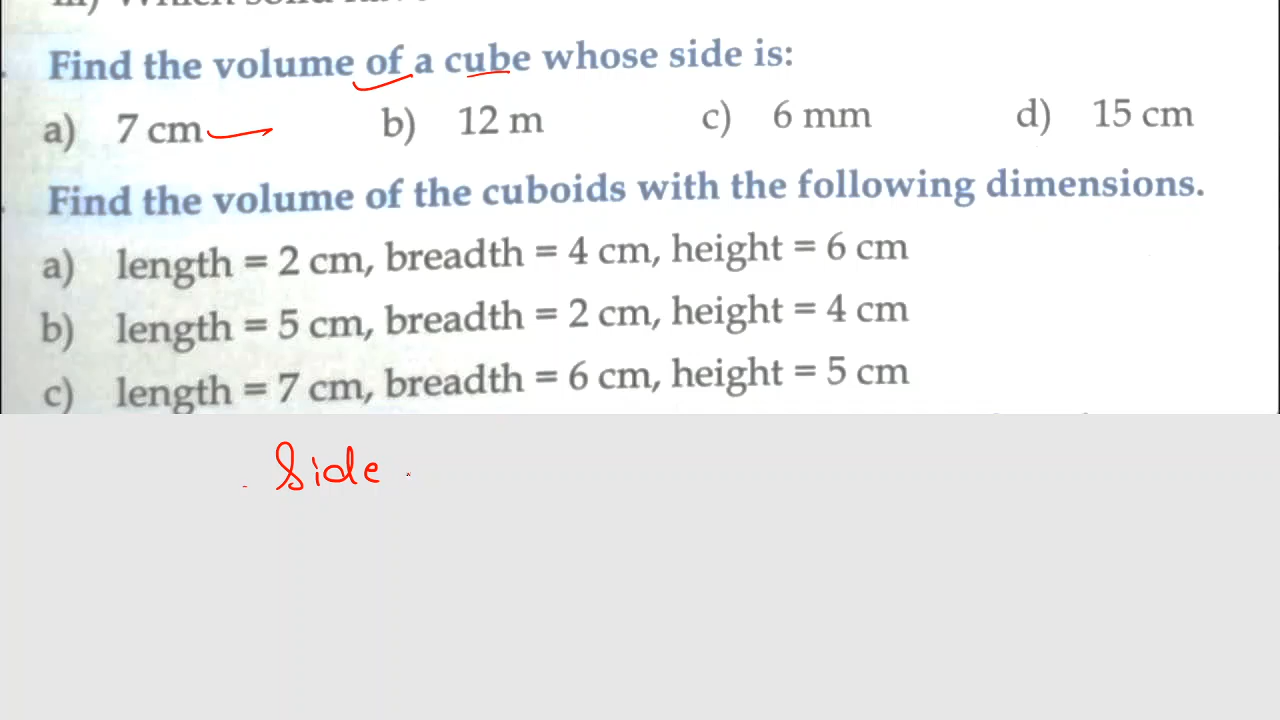 Find the volume of a cube whose side is:
a) 7 cm b) 12 m c) 6 mm d) 15 cm
Find the volume of the cuboids with the following dimensions.
a) length = 2 cm, breadth = 4 cm, height = 6 cm
b) length = 5 cm, breadth = 2 cm, height = 4 cm
c) length = 7 cm, breadth = 6 cm, height = 5 cm
Side